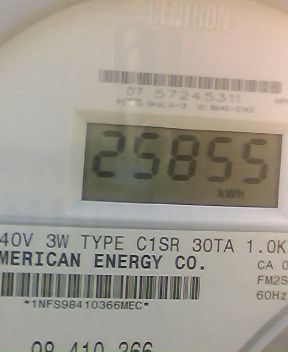 CENTRON
07 57245311
25855
kWh
40V 3W TYPE C1SR 30TA 1.0K
MERICAN ENERGY CO.
CA 0
FM2S
60Hz
*1NFS98410366MEC*
98 410 366